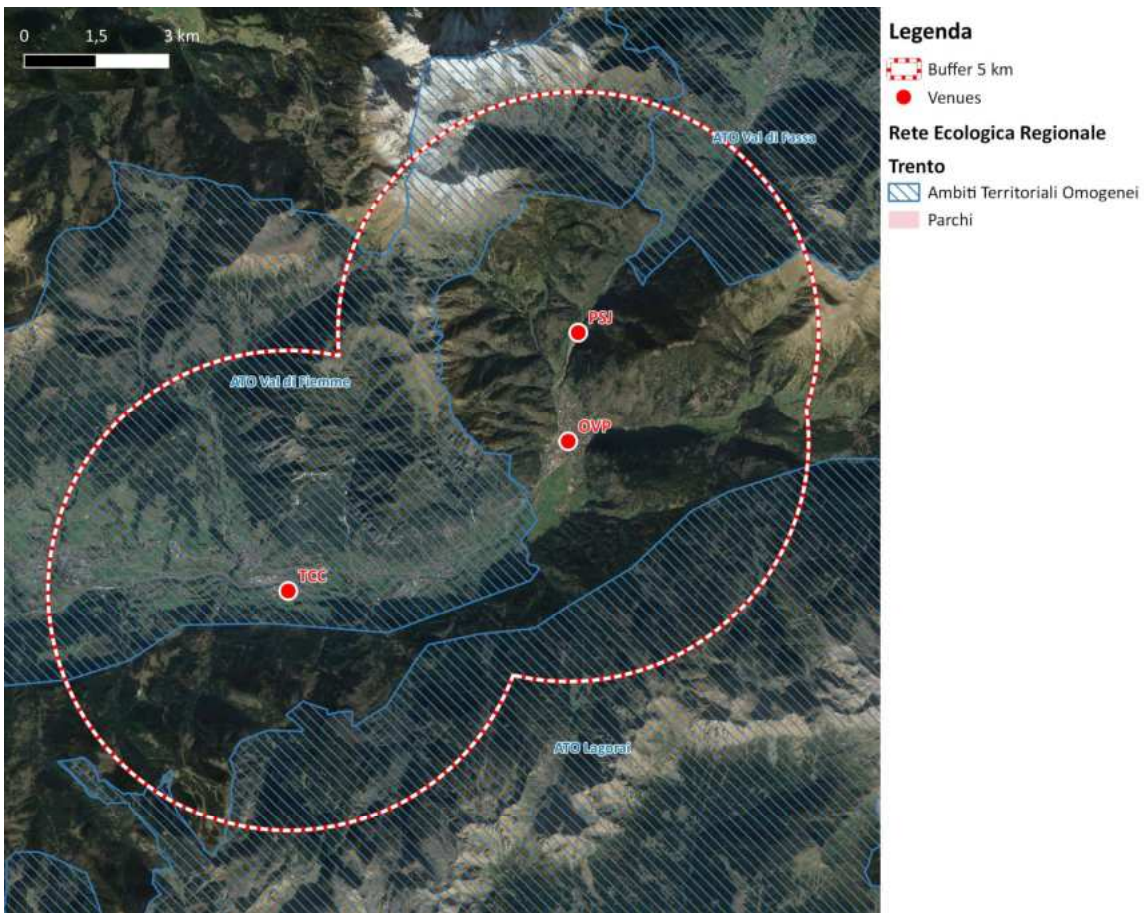 0 1,5 3 km
ATO Val di Fassa
PSJ
ATO Val di Fiemme
OVP
TCC
ATO Lagorai
Legenda
Buffer 5 km
Venues
Rete Ecologica Regionale
Trento
Ambiti Territoriali Omogenei
Parchi